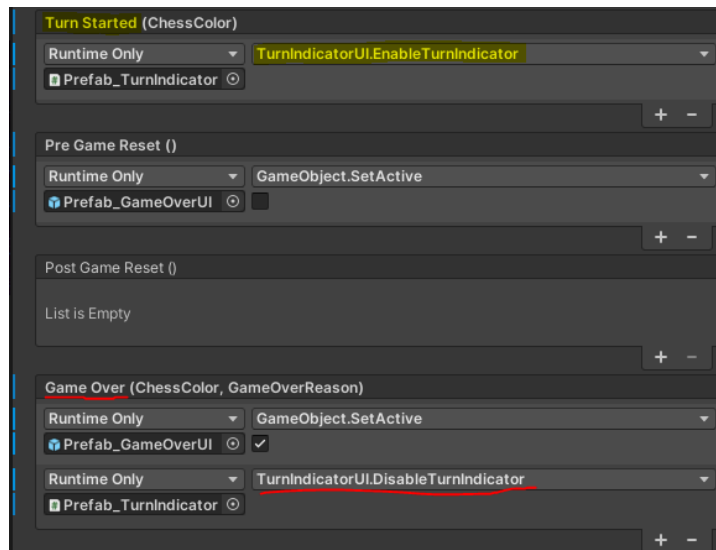 Turn Started (ChessColor)
Runtime Only TurnIndicatorUI.EnableTurnIndicator
Prefab_TurnIndicator
+ -
Pre Game Reset ()
Runtime Only GameObject.SetActive
Prefab_GameOverUI
+ -
Post Game Reset ()
List is Empty
+ -
Game Over (ChessColor, GameOverReason)
Runtime Only GameObject.SetActive
Prefab_GameOverUI
Runtime Only TurnIndicatorUI.DisableTurnIndicator
Prefab_TurnIndicator
+ -